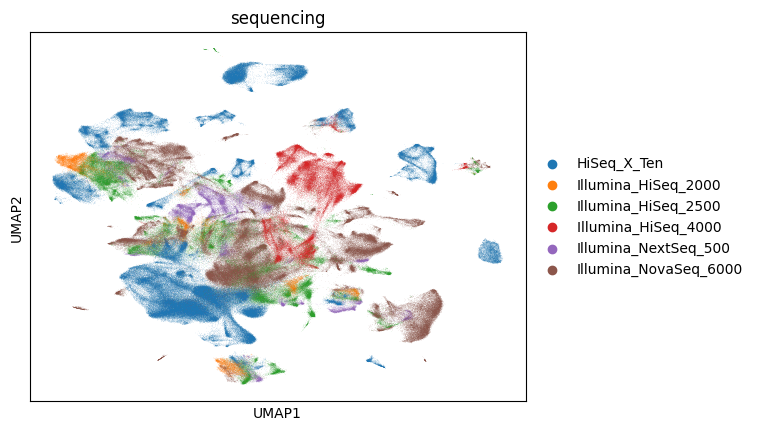 sequencing
UMAP2
HiSeq_X_Ten
Illumina_HiSeq_2000
Illumina_HiSeq_2500
Illumina_HiSeq_4000
Illumina_NextSeq_500
Illumina_NovaSeq_6000
UMAP1